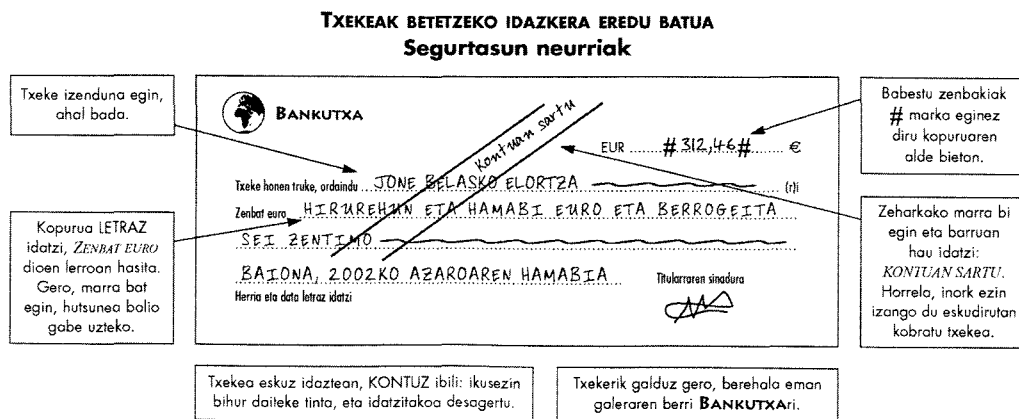 TXEKEAK BETETZEKO IDAZKERA EREDU BATUA
Segurtasun neurriak
Txeke izenduna egin,
ahal bada.
Kopurua LETRAZ
idatzi, ZENBAT EURO
dioen lerroan hasita.
Gero, marra bat
egin, hutsunea balio
gabe uzteko.
BANKUTXA
Kontuan sartu
EUR #312,46# €
Txeke honen truke, ordaindu JONE BELASKO ELORTZA (r)i
Zenbat euro HIRUREHUN ETA HAMABI EURO ETA BERROGEITA
SEI ZENTIMO
BAIONA, 2002KO AZAROAREN HAMABIA
Herria eta data letraz idatzi
Titularraren sinadura
Babestu zenbakiak
# marka eginez
diru kopuruaren
alde bietan.
Zeharkako marra bi
egin eta barruan
hau idatzi:
KONTUAN SARTU.
Horrela, inork ezin
izango du eskudirutan
kobratu txekea.
Txekea eskuz idaztean, KONTUZ ibili: ikusezin
bihur daiteke tinta, eta idatzitakoa desagertu.
Txekerik galduz gero, berehala eman
galeraren berri BANKUTXAri.